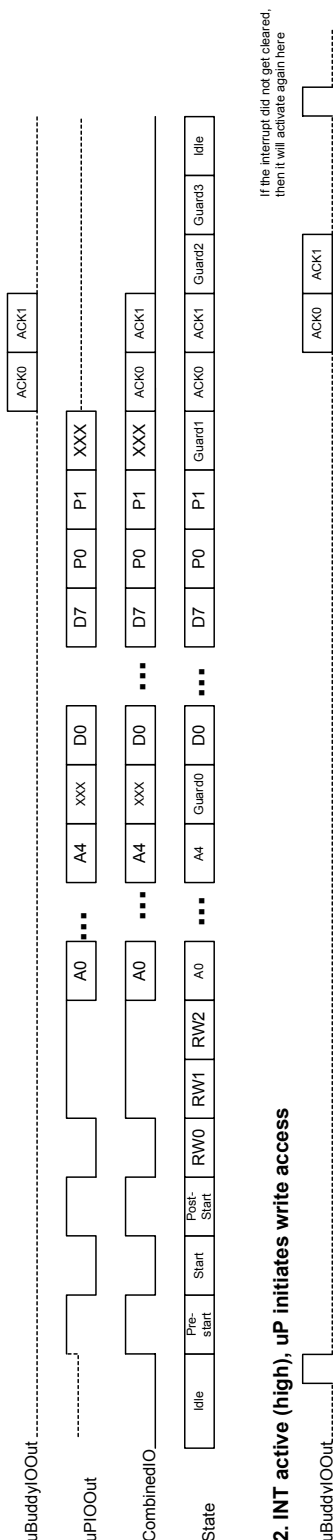 uBuddyIOOut
ACK0 ACK1
uPIOOut
A0 ... A4 XXX D0 D7 P0 P1 XXX
CombinedIO
A0 ... A4 XXX D0 ... D7 P0 P1 XXX ACK0 ACK1
State
Idle Pre-start Start Post-Start RW0 RW1 RW2 A0 ... A4 Guard0 D0 ... D7 P0 P1 Guard1 ACK0 ACK1 Guard2 Guard3 Idle
2. INT active (high), uP initiates write access
If the interrupt did not get cleared,
then it will activate again here
uBuddyIOOut
ACK0 ACK1